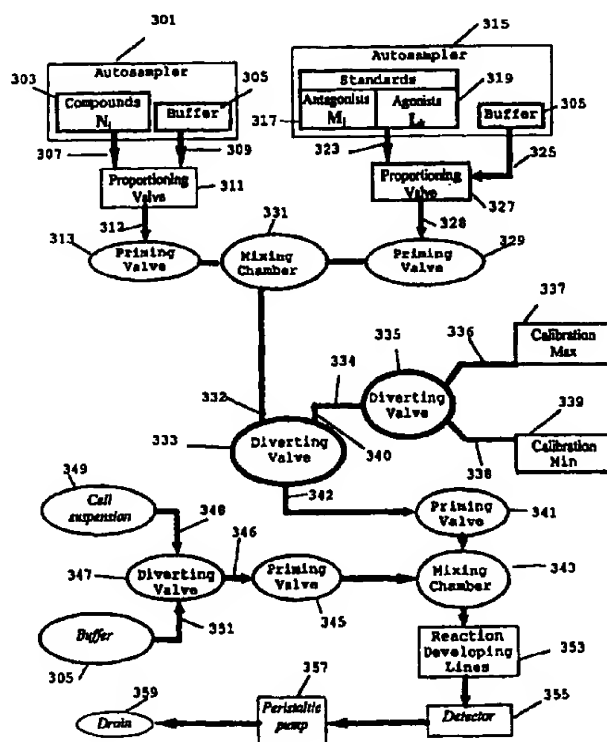 301
315
Autosampler
Autosampler
303
305
Standards
319
Compounds
Buffer
Antagonists
Agonists
Buffer
305
317
307
309
323
325
Proportioning
Valve
311
Proportioning
Valve
327
312
331
328
313
Priming
Valve
Mixing
Chamber
Priming
Valve
329
337
336
335
334
Calibration
Max
Diverting
Valve
332
339
333
Diverting
Valve
340
338
Calibration
Min
342
349
Cell
suspension
348
Priming
Valve
341
346
347
Diverting
Valve
Priming
Valve
Mixing
Chamber
343
351
345
Buffer
305
Reaction
Developing
Lines
353
357
359
Drain
Peristaltic
pump
Detector
355